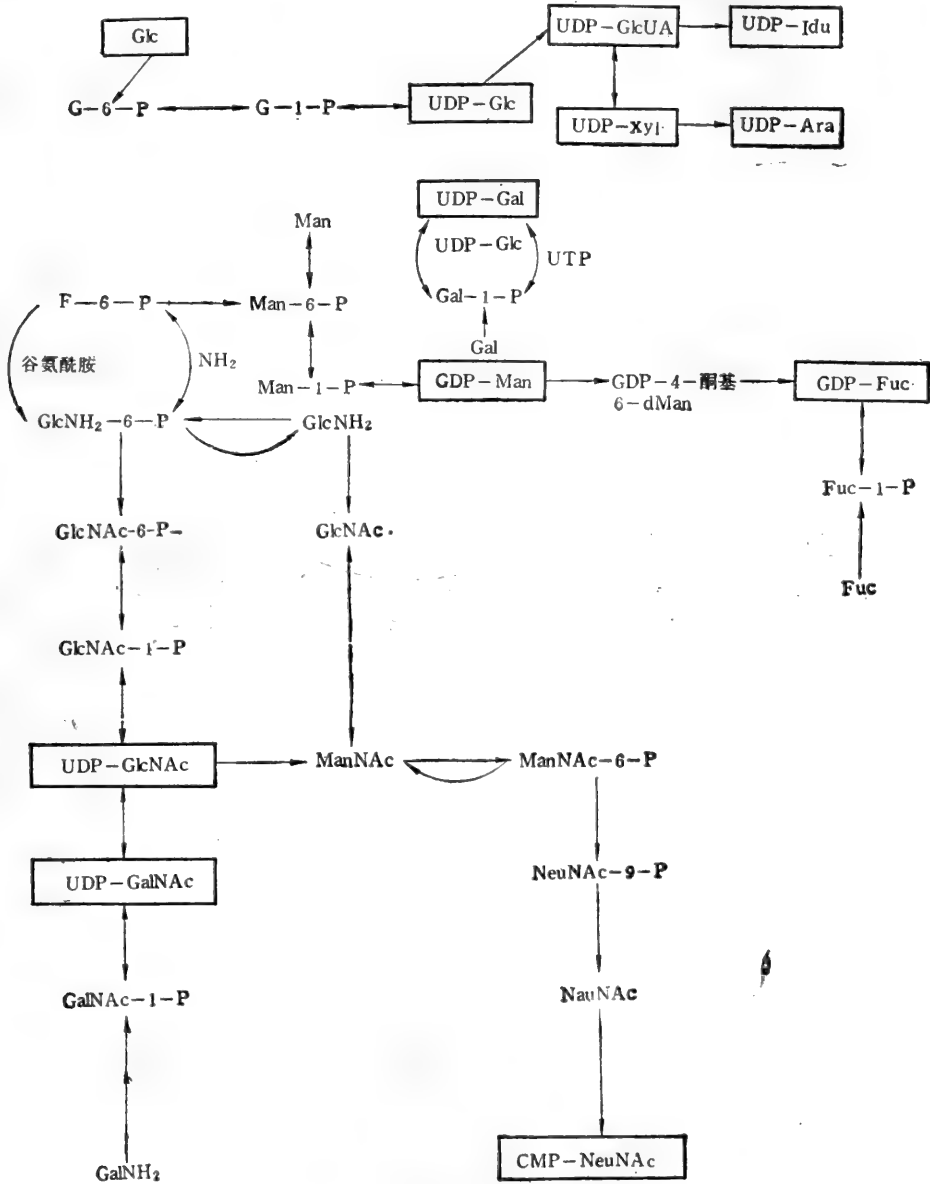 Glc
UDP-GlcUA
UDP-Idu
G-6-P
G-1-P
UDP-Glc
UDP-Xyl
UDP-Ara
UDP-Gal
Man
UDP-Glc
UTP
F-6-P
Man-6-P
Gal-1-P
谷氨酰胺
NH₂
Gal
Man-1-P
GDP-Man
GDP-4-酮基
6-dMan
GDP-Fuc
GlcNH₂-6-P
GlcNH₂
Fuc-1-P
GlcNAc-6-P
GlcNAc
Fuc
GlcNAc-1-P
UDP-GlcNAc
ManNAc
ManNAc-6-P
UDP-GalNAc
NeuNAc-9-P
GalNAc-1-P
NauNAc
CMP-NeuNAc
GalNH₂